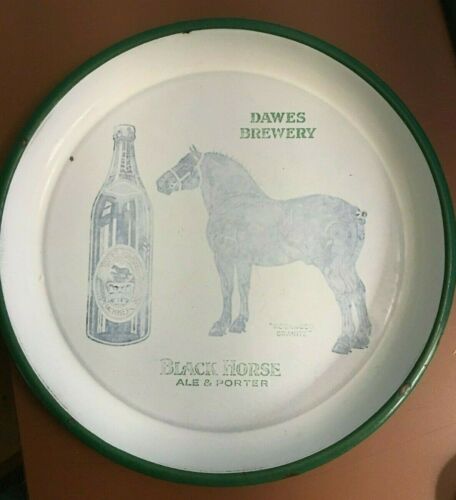 DAWES
BREWERY
BLACK HORSE
ALE & PORTER